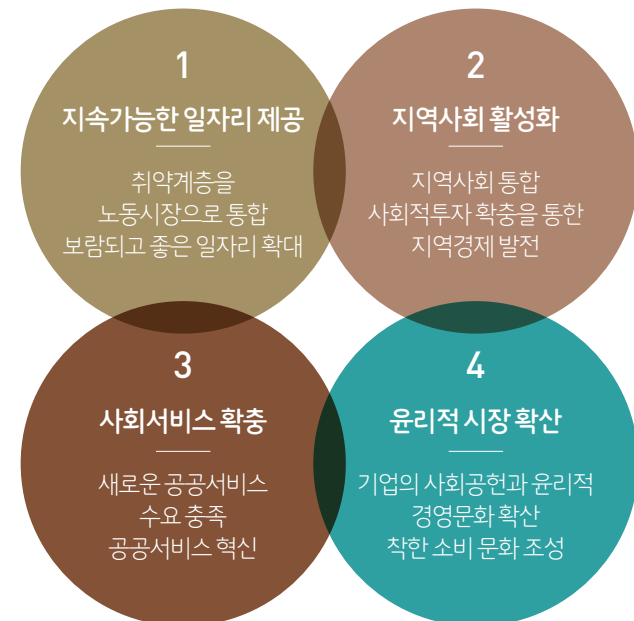 1
지속가능한 일자리 제공
취약계층을
노동시장으로 통합
보람되고 좋은 일자리 확대
2
지역사회 활성화
지역사회 통합
사회적투자 확충을 통한
지역경제 발전
3
사회서비스 확충
새로운 공공서비스
수요 충족
공공서비스 혁신
4
윤리적 시장 확산
기업의 사회공헌과 윤리적
경영문화 확산
착한 소비 문화 조성